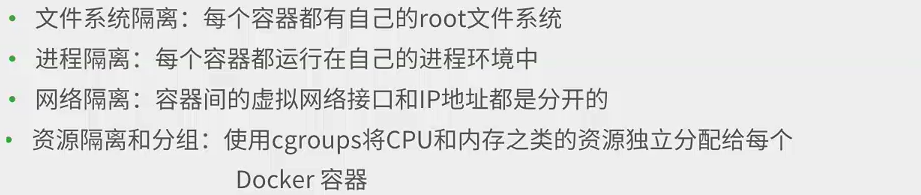 • 文件系统隔离：每个容器都有自己的root文件系统
• 进程隔离：每个容器都运行在自己的进程环境中
• 网络隔离：容器间的虚拟网络接口和IP地址都是分开的
• 资源隔离和分组：使用cgroups将CPU和内存之类的资源独立分配给每个
Docker 容器